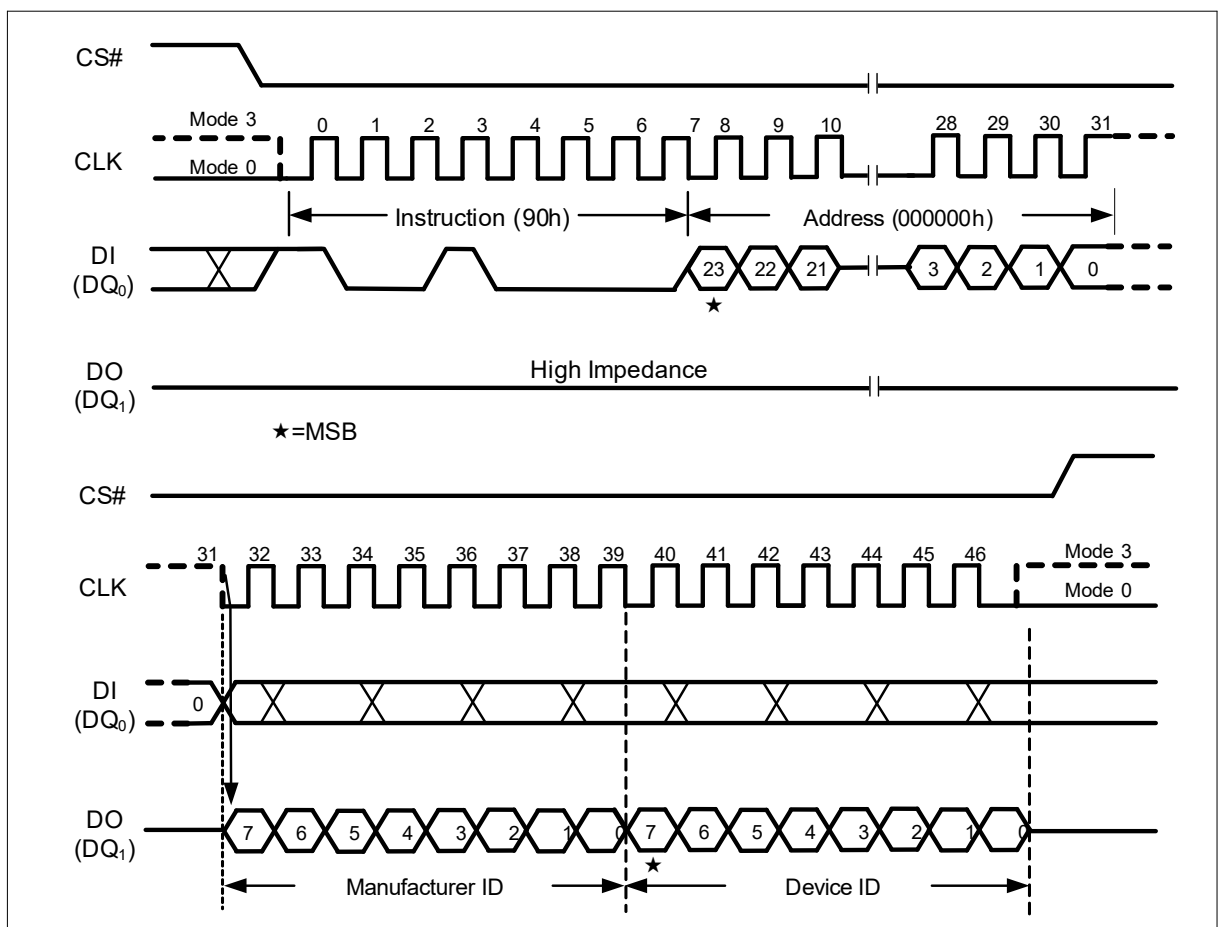 CS#
Mode 3
CLK
Mode 0
0 1 2 3 4 5 6 7 8 9 10 28 29 30 31
Instruction (90h)
Address (000000h)
DI
(DQ₀)
23 22 21 3 2 1 0
★
DO
(DQ₁)
High Impedance
★=MSB
CS#
31 32 33 34 35 36 37 38 39 40 41 42 43 44 45 46
Mode 3
CLK
Mode 0
DI
(DQ₀)
0
DO
(DQ₁)
7 6 5 4 3 2 1 0 7 6 5 4 3 2 1 0
★
Manufacturer ID
Device ID